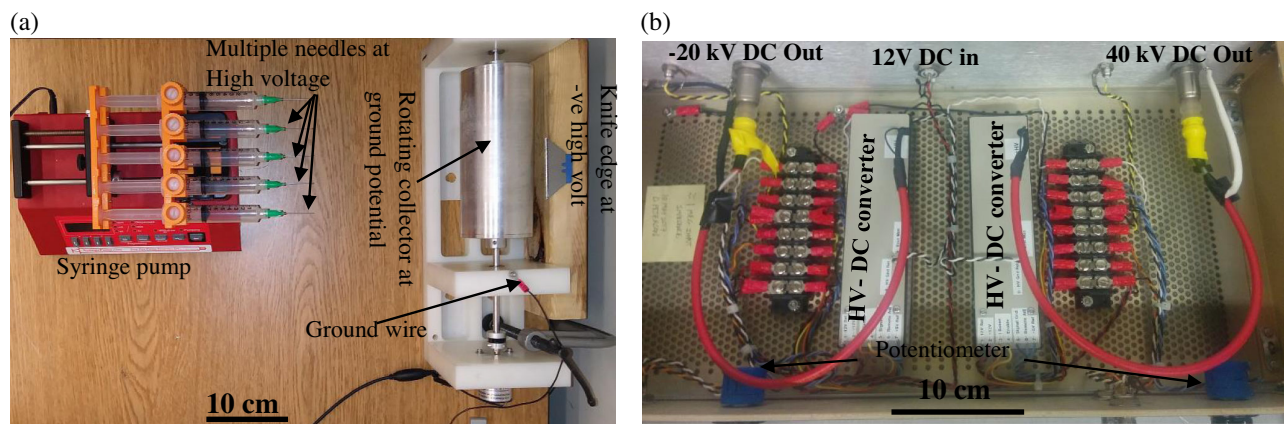 (a)
Multiple needles at
High voltage
Rotating collector at
ground potential
Knife edge at
-ve high volt
Syringe pump
Ground wire
10 cm
(b)
-20 kV DC Out
12V DC in
40 kV DC Out
HV- DC converter
HV- DC converter
Potentiometer
10 cm